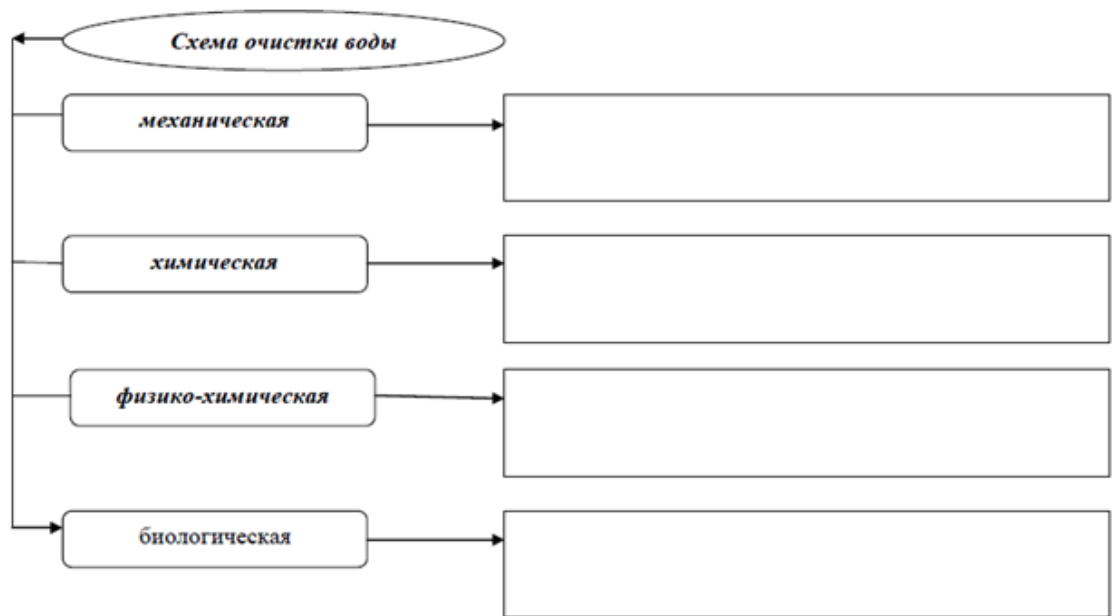 Схема очистки воды
механическая
химическая
физико-химическая
биологическая